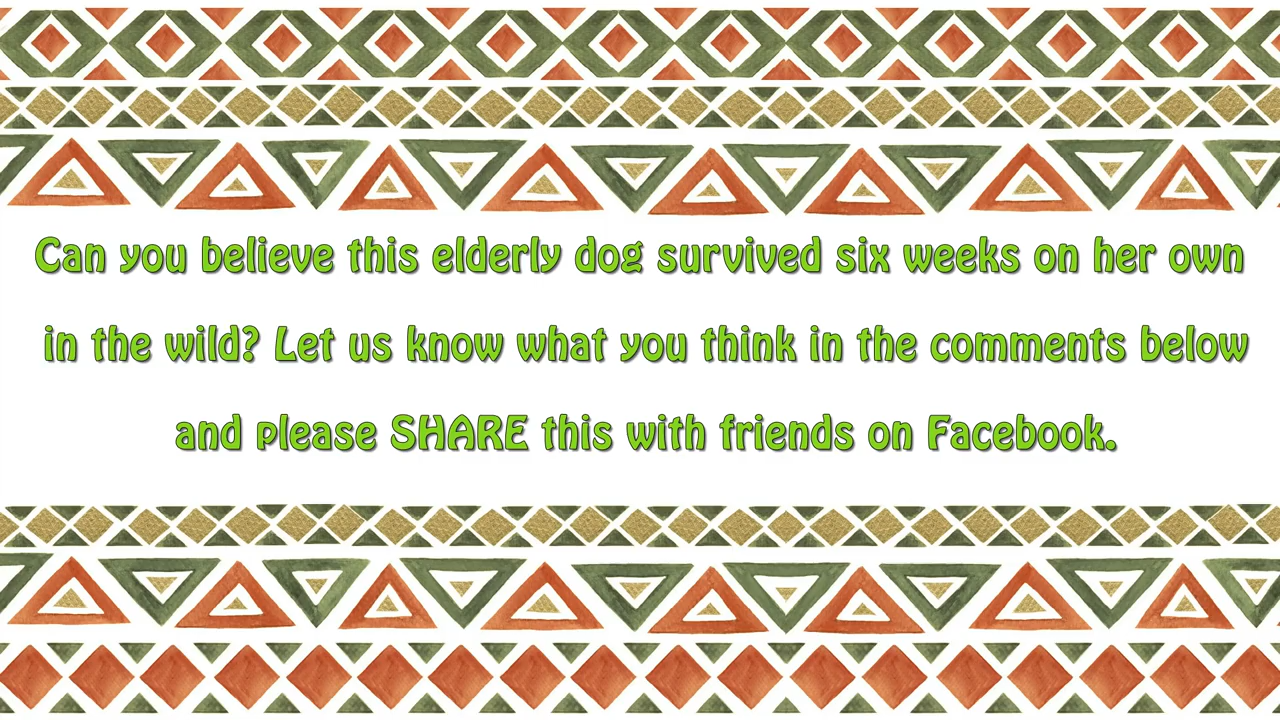 Can you believe this elderly dog survived six weeks on her own
in the wild? Let us know what you think in the comments below
and please SHARE this with friends on Facebook.